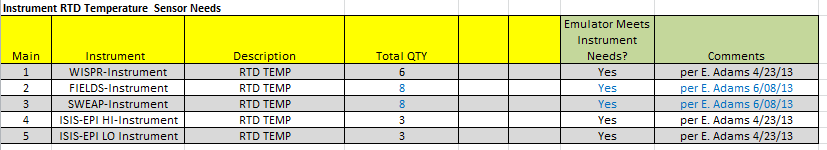 Instrument RTD Temperature Sensor Needs
Main Instrument Description Total QTY Emulator Meets Instrument Needs? Comments
1 WISPR-Instrument RTD TEMP 6 Yes per E. Adams 4/23/13
2 FIELDS-Instrument RTD TEMP 8 Yes per E. Adams 6/08/13
3 SWEAP-Instrument RTD TEMP 8 Yes per E. Adams 6/08/13
4 ISIS-EPI HI-Instrument RTD TEMP 3 Yes per E. Adams 4/23/13
5 ISIS-EPI LO Instrument RTD TEMP 3 Yes per E. Adams 4/23/13